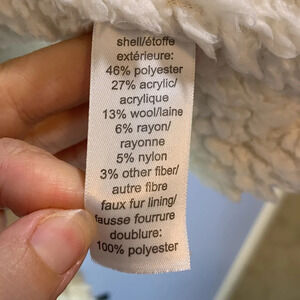 shell/étoffe
extérieure:
46% polyester
27% acrylic/
acrylique
13% wool/laine
6% rayon/
rayonne
5% nylon
3% other fiber/
autre fibre
faux fur lining/
fausse fourrure
doublure:
100% polyester